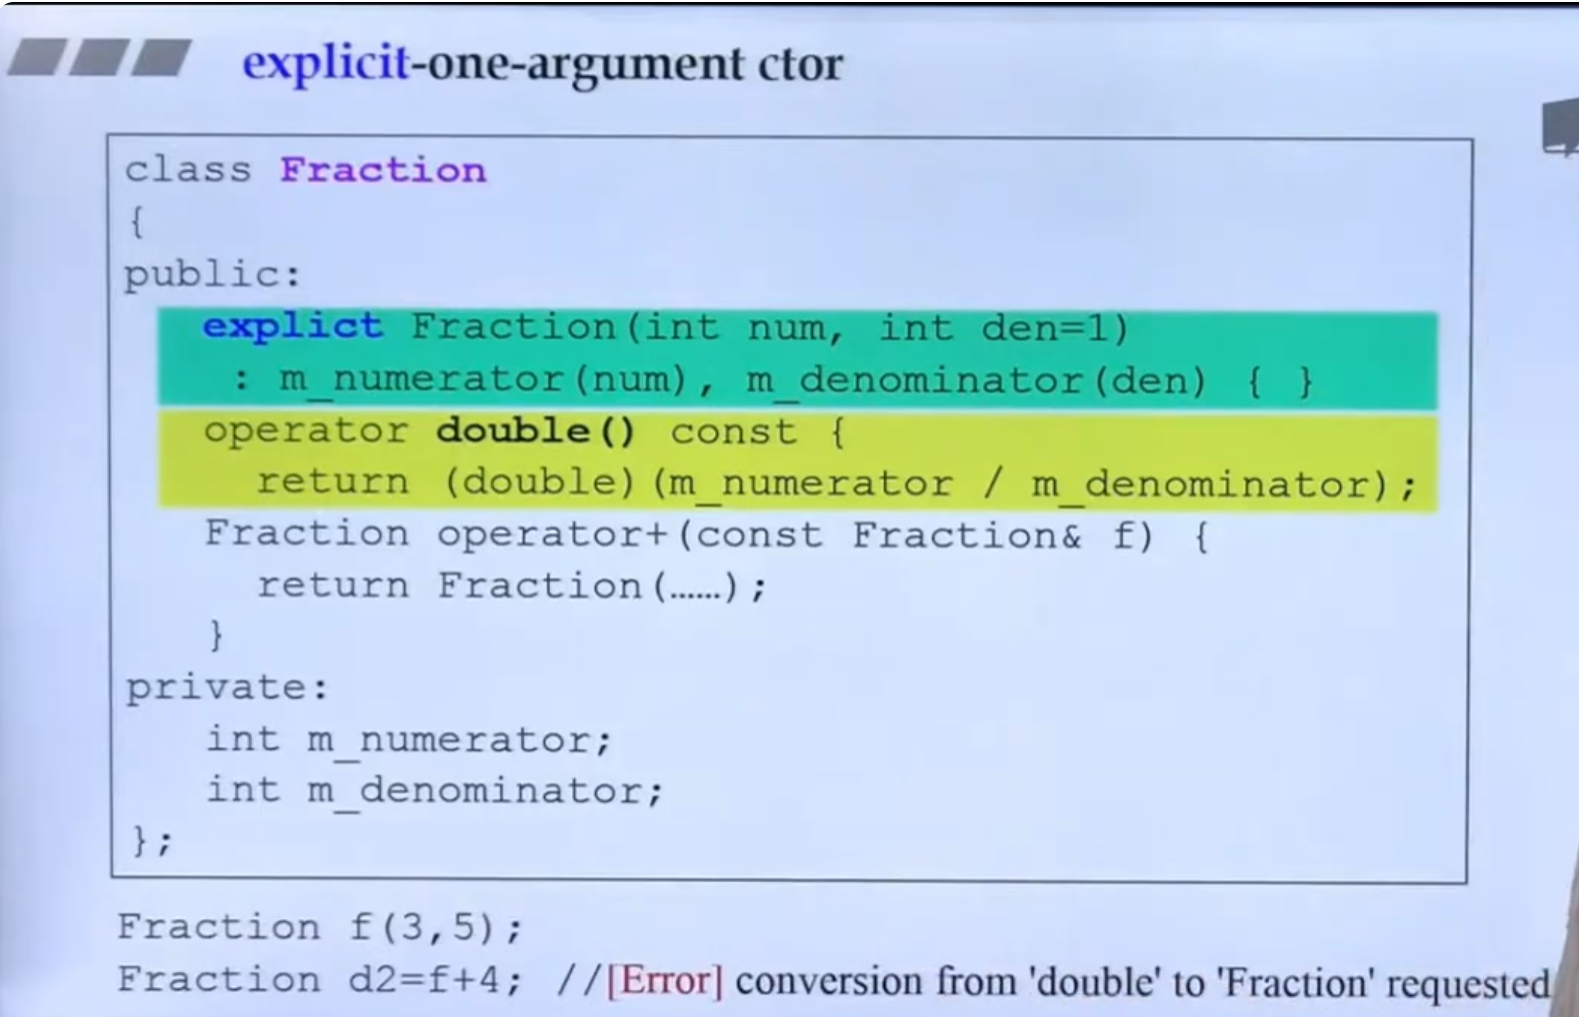 explicit-one-argument ctor
class Fraction
{
public:
explict Fraction(int num, int den=1)
: m_numerator(num), m_denominator(den) { }
operator double() const {
return (double)(m_numerator / m_denominator);
Fraction operator+(const Fraction& f) {
return Fraction(……);
}
private:
int m_numerator;
int m_denominator;
};
Fraction f(3,5);
Fraction d2=f+4; //[Error] conversion from 'double' to 'Fraction' requested